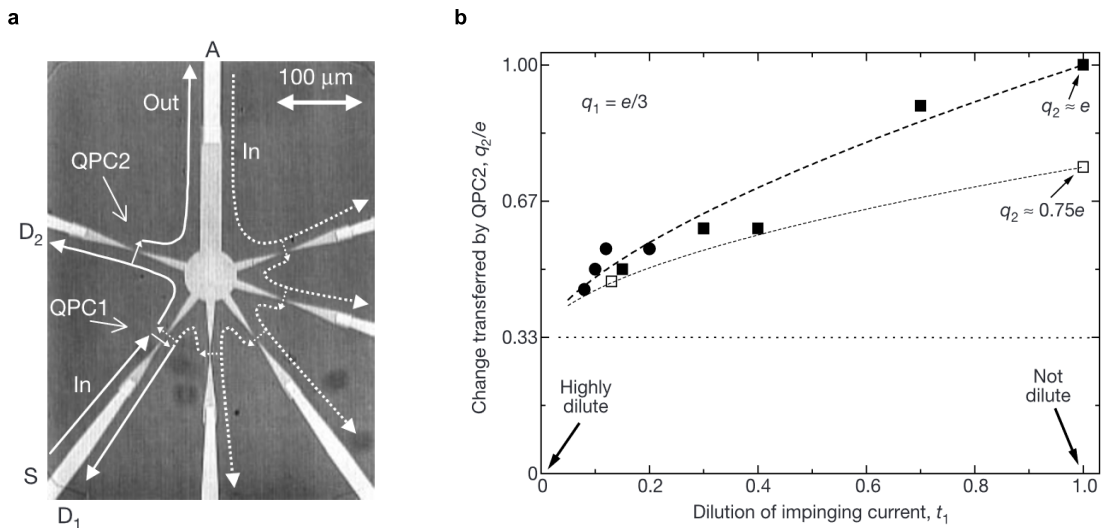 a
A
100 μm
Out
In
QPC2
D2
QPC1
In
S
D1
b
Change transferred by QPC2, q2/e
1.00
0.67
0.33
0
q1 = e/3
q2 ≈ e
q2 ≈ 0.75e
Highly
dilute
Not
dilute
0 0.2 0.4 0.6 0.8 1.0
Dilution of impinging current, t1